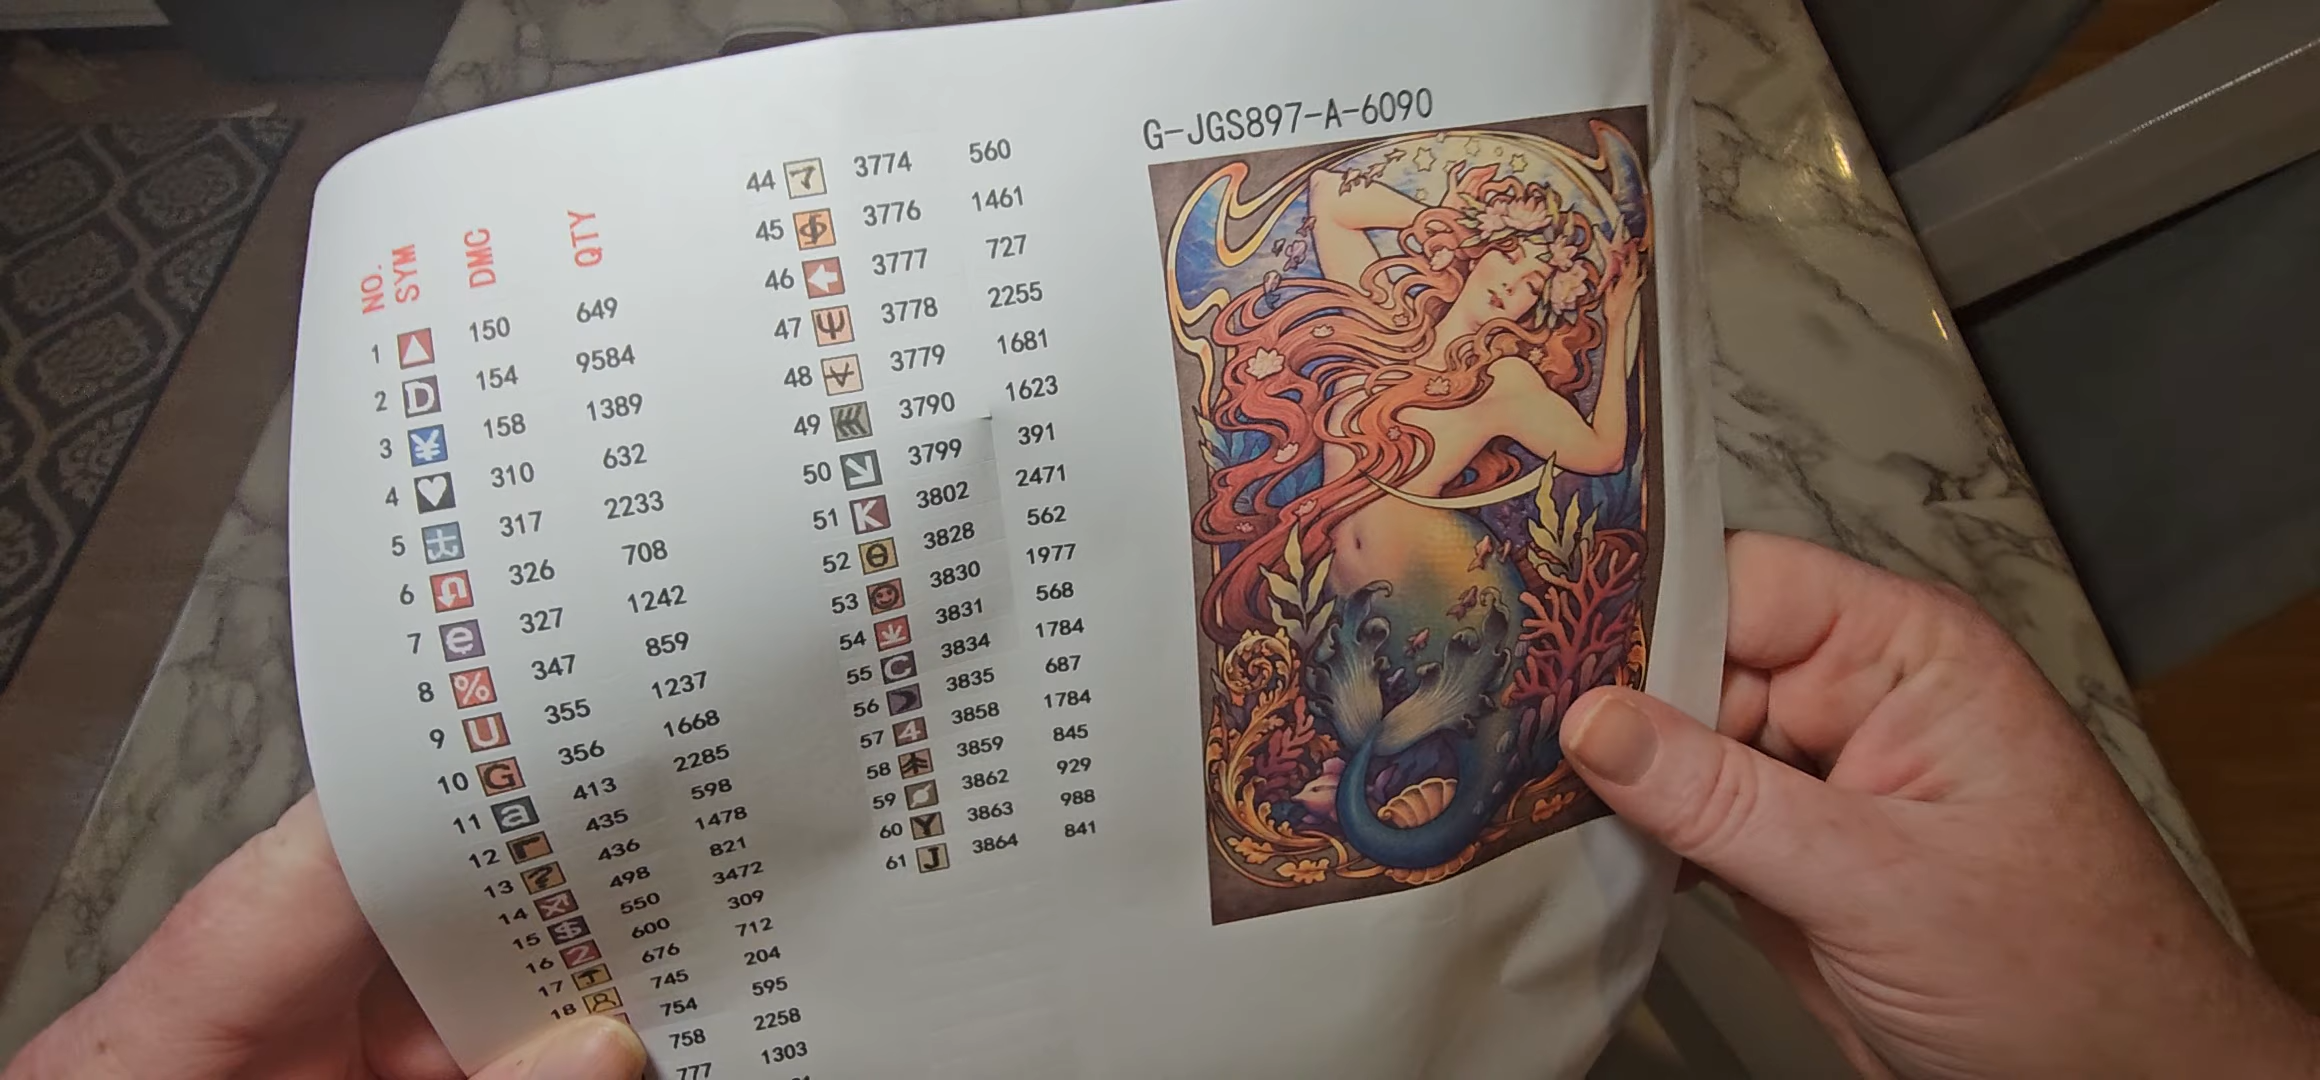 NO. SYM DMC QTY
1 150 649
2 D 154 9584
3 ¥ 158 1389
4 ♥ 310 632
5 317 2233
6 326 708
7 e 327 1242
8 % 347 859
9 U 355 1237
10 G 356 1668
11 a 413 2285
12 r 435 598
13 ? 436 1478
14 498 821
15 $ 550 3472
16 2 600 309
17 676 712
18 745 204
754 595
758 2258
777 1303
44 マ 3774 560
45 3776 1461
46 3777 727
47 Ψ 3778 2255
48 3779 1681
49 3790 1623
50 3799 391
51 K 3802 2471
52 θ 3828 562
53 3830 1977
54 3831 568
55 C 3834 1784
56 3835 687
57 4 3858 1784
58 3859 845
59 3862 929
60 Y 3863 988
61 J 3864 841
G-JGS897-A-6090